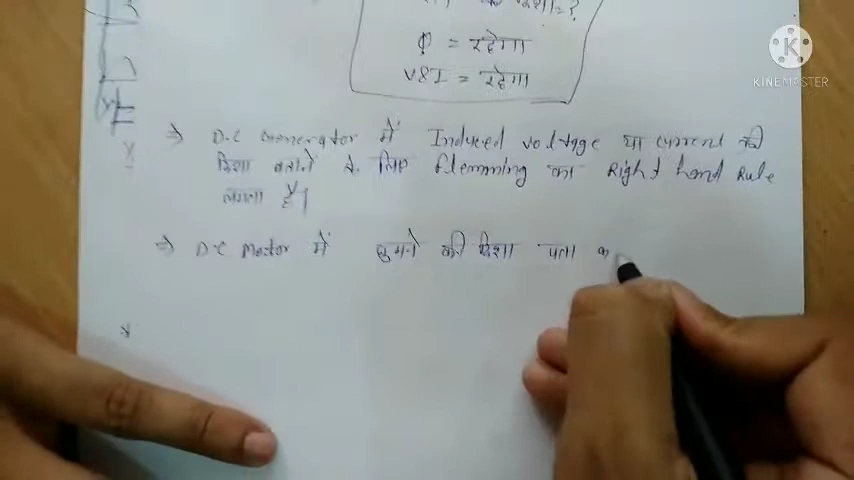 की दिशा = ?
Φ = रहेगा
V&I = रहेगा
KINEMASTER
⇒ D.C Generator में Induced voltage या current की
दिशा बताने के लिए flemming का Right hand Rule
लगता है।
⇒ D.C Motor में घुमने की दिशा पता क